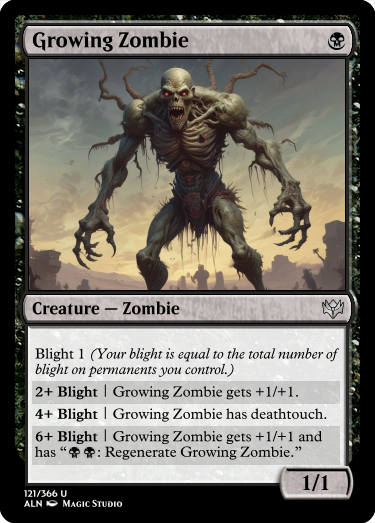 Growing Zombie
Creature — Zombie
Blight 1 (Your blight is equal to the total number of
blight on permanents you control.)
2+ Blight | Growing Zombie gets +1/+1.
4+ Blight | Growing Zombie has deathtouch.
6+ Blight | Growing Zombie gets +1/+1 and
has “: Regenerate Growing Zombie.”
1/1
121/366 U
ALN Magic Studio